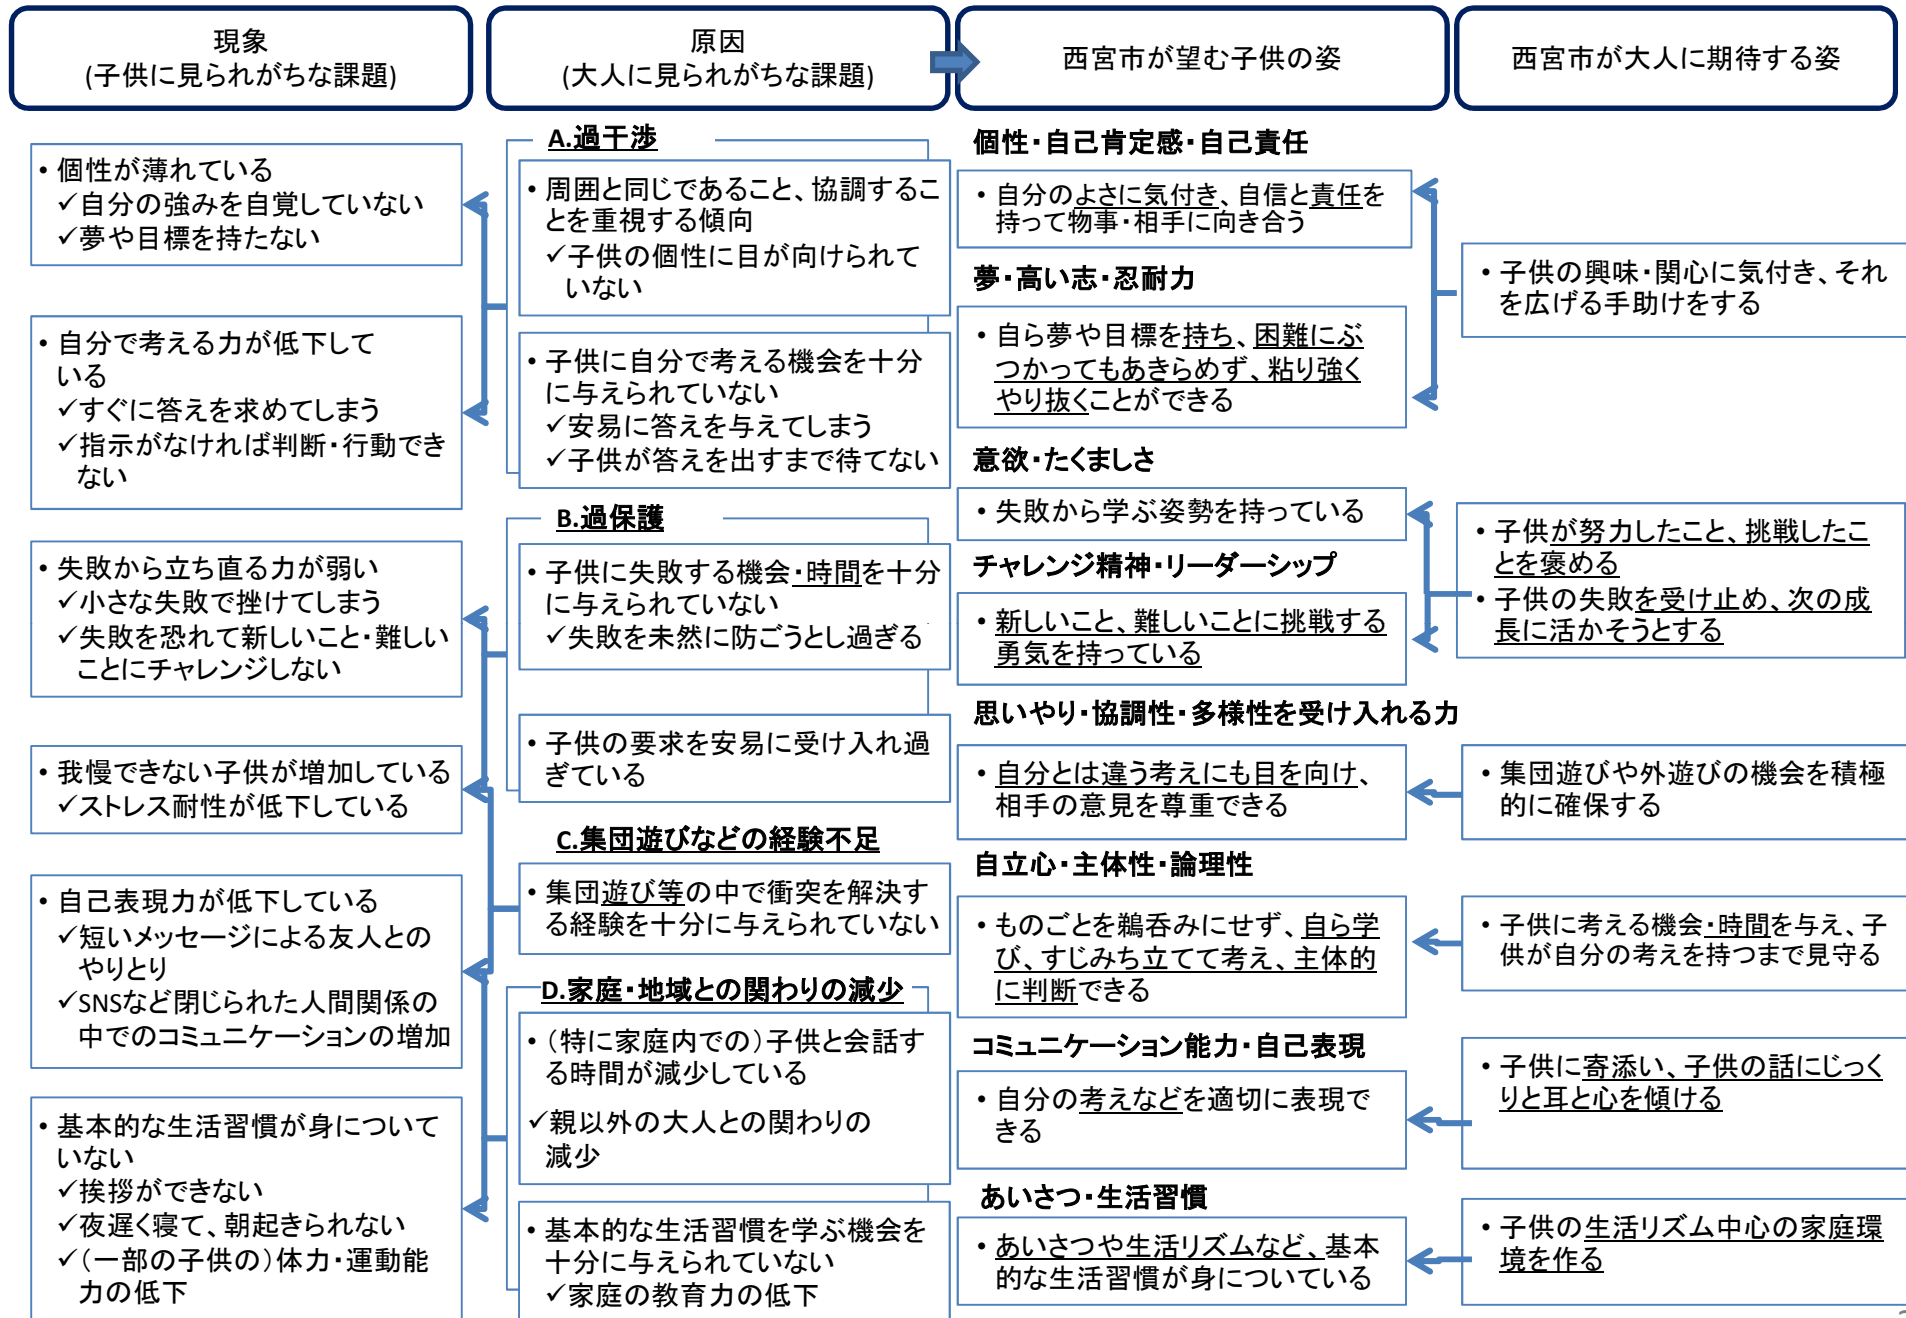 現象
(子供に見られがちな課題)
原因
(大人に見られがちな課題)
西宮市が望む子供の姿
西宮市が大人に期待する姿
• 個性が薄れている
✓自分の強みを自覚していない
✓夢や目標を持たない
• 自分で考える力が低下して
いる
✓すぐに答えを求めてしまう
✓指示がなければ判断・行動でき
ない
• 失敗から立ち直る力が弱い
✓小さな失敗で挫けてしまう
✓失敗を恐れて新しいこと・難しい
ことにチャレンジしない
• 我慢できない子供が増加している
✓ストレス耐性が低下している
• 自己表現力が低下している
✓短いメッセージによる友人との
やりとり
✓SNSなど閉じられた人間関係の
中でのコミュニケーションの増加
• 基本的な生活習慣が身について
いない
✓挨拶ができない
✓夜遅く寝て、朝起きられない
✓(一部の子供の)体力・運動能
力の低下
A.過干渉
• 周囲と同じであること、協調するこ
とを重視する傾向
✓子供の個性に目が向けられて
いない
• 子供に自分で考える機会を十分
に与えられていない
✓安易に答えを与えてしまう
✓子供が答えを出すまで待てない
B.過保護
• 子供に失敗する機会・時間を十分
に与えられていない
✓失敗を未然に防ごうとし過ぎる
• 子供の要求を安易に受け入れ過
ぎている
C.集団遊びなどの経験不足
• 集団遊び等の中で衝突を解決す
る経験を十分に与えられていない
D.家庭・地域との関わりの減少
• (特に家庭内での)子供と会話す
る時間が減少している
✓親以外の大人との関わりの
減少
• 基本的な生活習慣を学ぶ機会を
十分に与えられていない
✓家庭の教育力の低下
個性・自己肯定感・自己責任
• 自分のよさに気付き、自信と責任を
持って物事・相手に向き合う
夢・高い志・忍耐力
• 自ら夢や目標を持ち、困難にぶ
つかってもあきらめず、粘り強く
やり抜くことができる
意欲・たくましさ
• 失敗から学ぶ姿勢を持っている
チャレンジ精神・リーダーシップ
• 新しいこと、難しいことに挑戦する
勇気を持っている
思いやり・協調性・多様性を受け入れる力
• 自分とは違う考えにも目を向け、
相手の意見を尊重できる
自立心・主体性・論理性
• ものごとを鵜呑みにせず、自ら学
び、すじみち立てて考え、主体的
に判断できる
コミュニケーション能力・自己表現
• 自分の考えなどを適切に表現で
きる
あいさつ・生活習慣
• あいさつや生活リズムなど、基本
的な生活習慣が身についている
• 子供の興味・関心に気付き、それ
を広げる手助けをする
• 子供が努力したこと、挑戦したこ
とを褒める
• 子供の失敗を受け止め、次の成
長に活かそうとする
• 集団遊びや外遊びの機会を積極
的に確保する
• 子供に考える機会・時間を与え、子
供が自分の考えを持つまで見守る
• 子供に寄添い、子供の話にじっく
りと耳と心を傾ける
• 子供の生活リズム中心の家庭環
境を作る